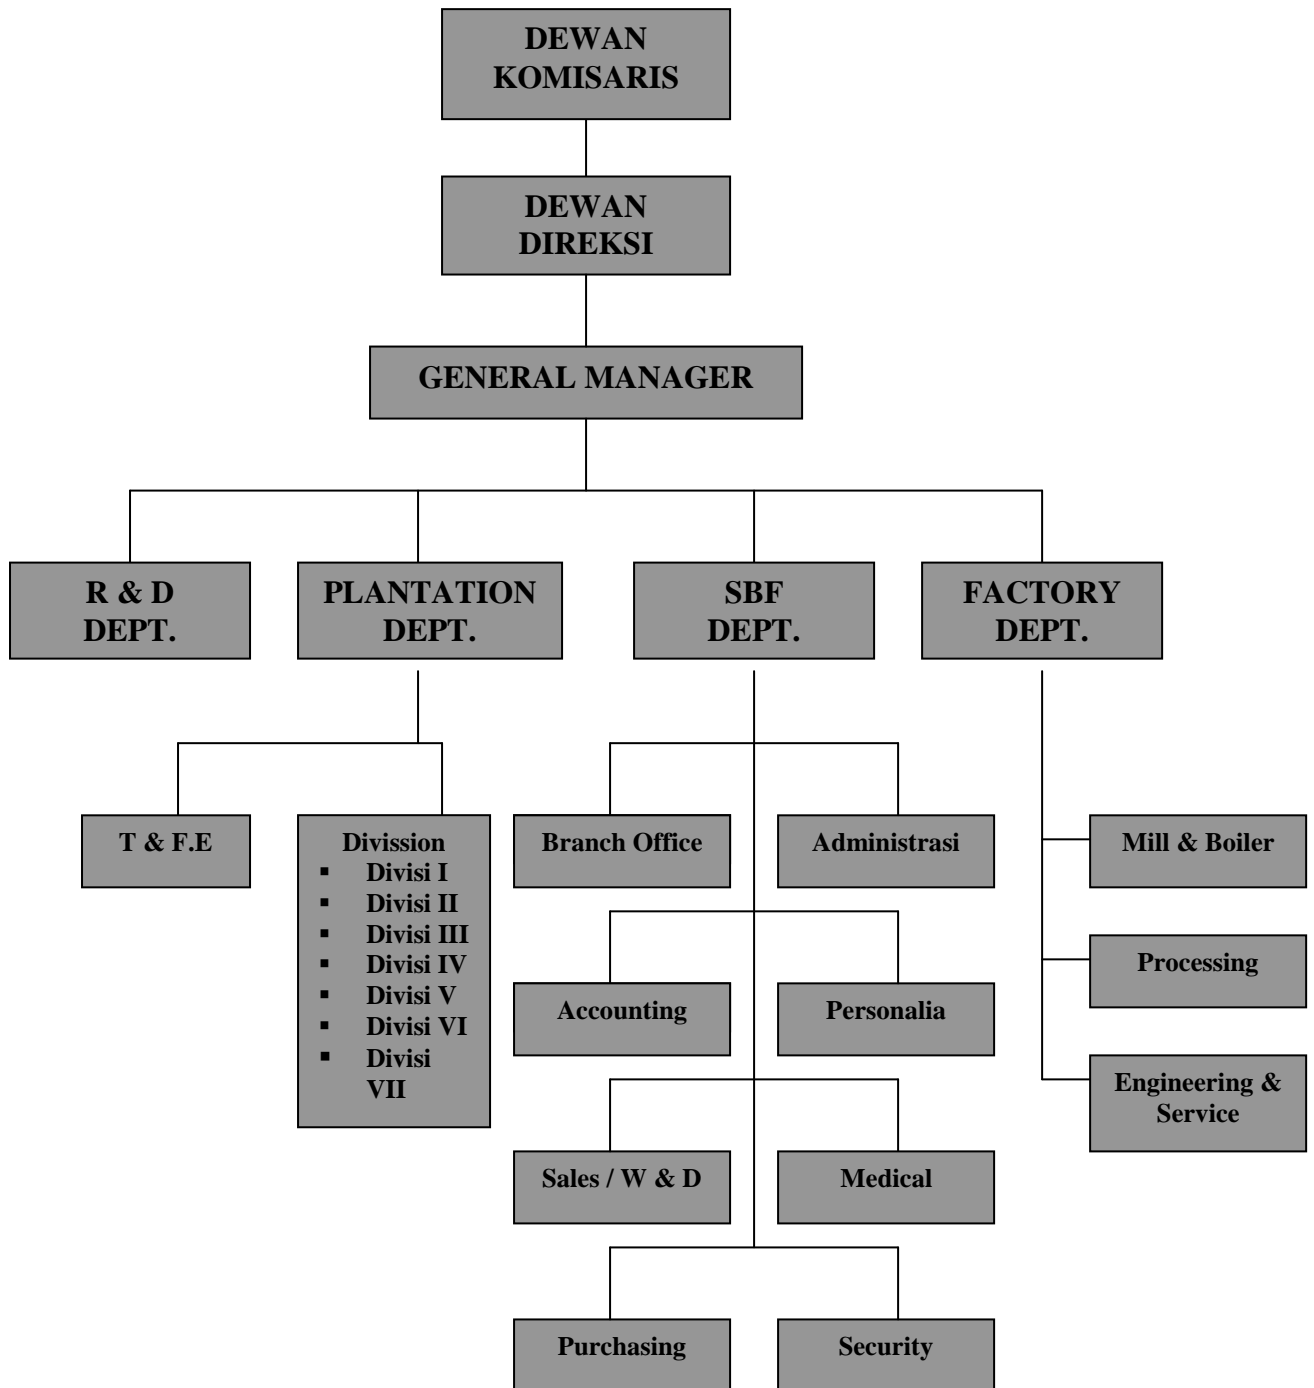 DEWAN
KOMISARIS
DEWAN
DIREKSI
GENERAL MANAGER
R & D
DEPT.
PLANTATION
DEPT.
SBF
DEPT.
FACTORY
DEPT.
T & F.E
Divission
▪ Divisi I
▪ Divisi II
▪ Divisi III
▪ Divisi IV
▪ Divisi V
▪ Divisi VI
▪ Divisi
VII
Branch Office
Administrasi
Accounting
Personalia
Sales / W & D
Medical
Purchasing
Security
Mill & Boiler
Processing
Engineering &
Service